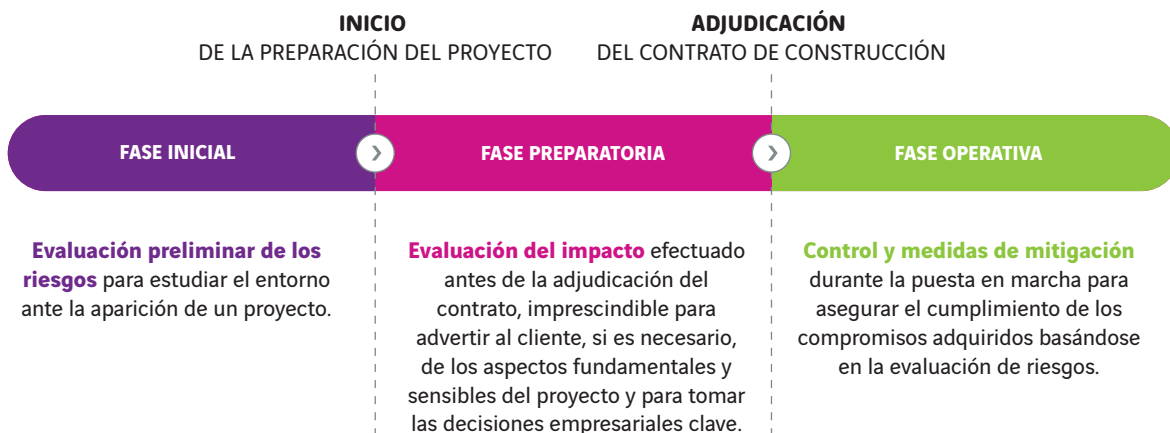 INICIO
DE LA PREPARACIÓN DEL PROYECTO
ADJUDICACIÓN
DEL CONTRATO DE CONSTRUCCIÓN
FASE INICIAL
FASE PREPARATORIA
FASE OPERATIVA
Evaluación preliminar de los
riesgos para estudiar el entorno
ante la aparición de un proyecto.
Evaluación del impacto efectuado
antes de la adjudicación del
contrato, imprescindible para
advertir al cliente, si es necesario,
de los aspectos fundamentales y
sensibles del proyecto y para tomar
las decisiones empresariales clave.
Control y medidas de mitigación
durante la puesta en marcha para
asegurar el cumplimiento de los
compromisos adquiridos basándose
en la evaluación de riesgos.